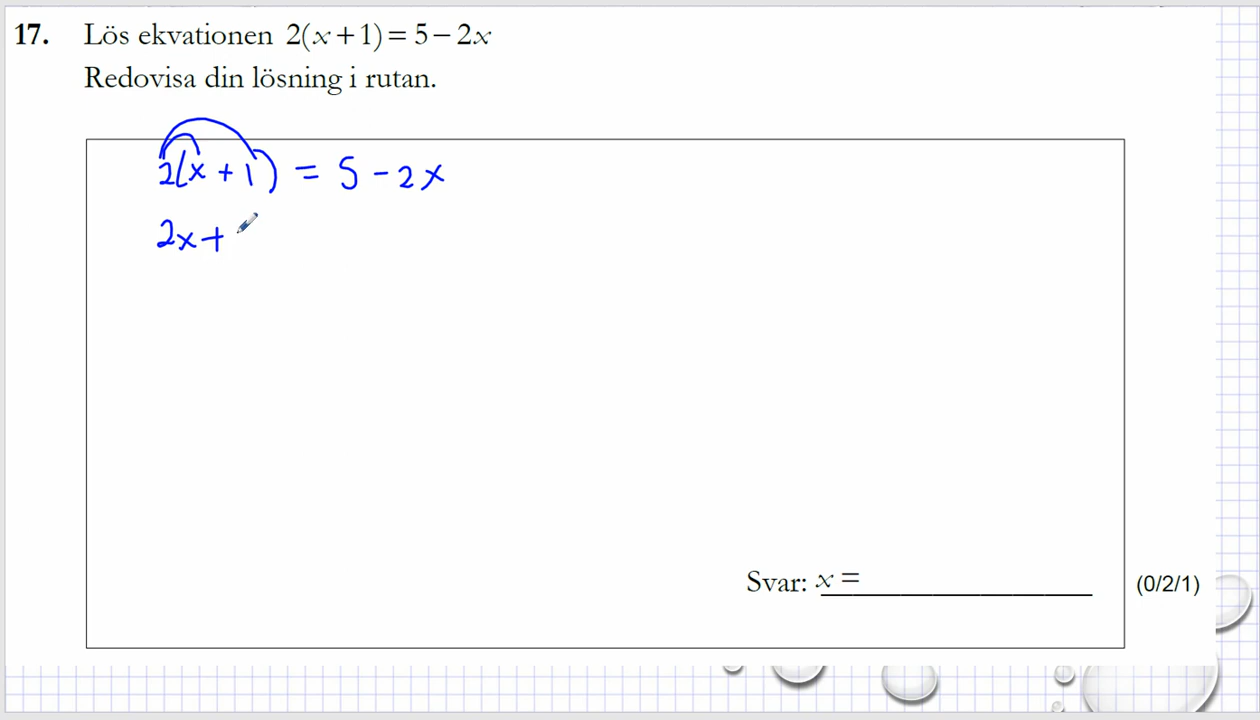 17. Lös ekvationen 2(x+1)=5−2x
Redovisa din lösning i rutan.
2(x+1) = 5−2x
2x+
Svar: x =
(0/2/1)